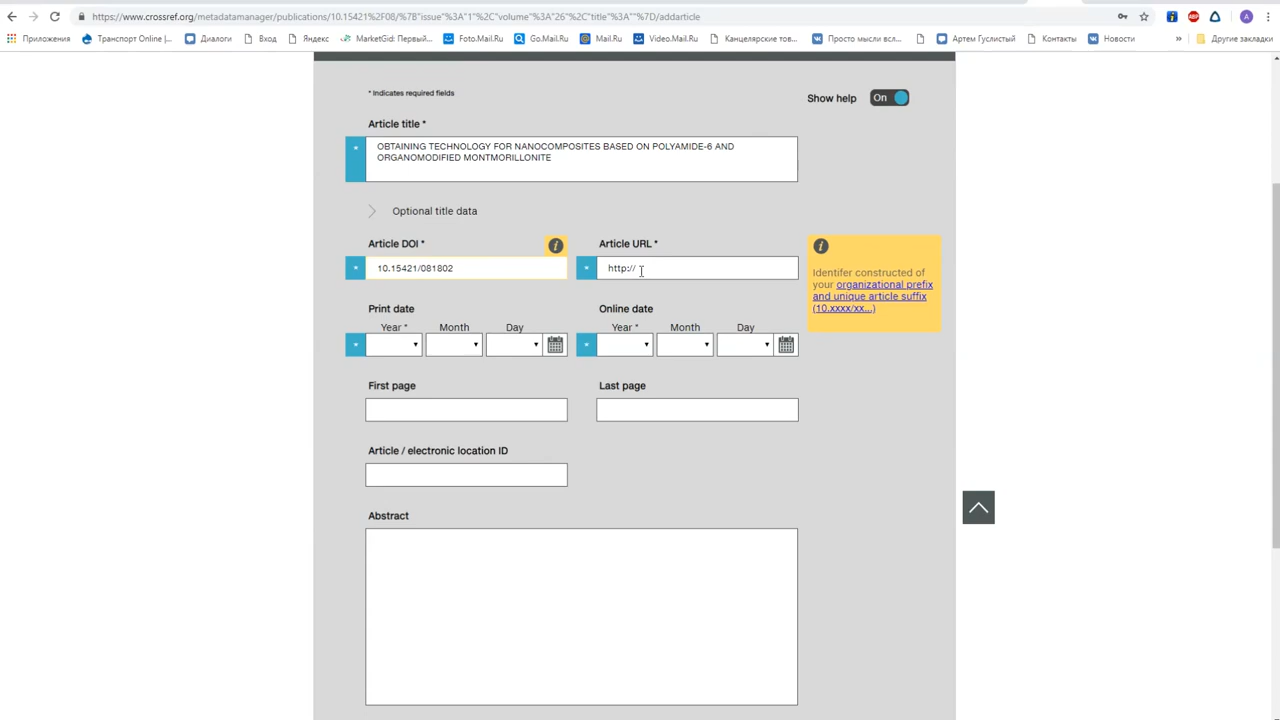 https://www.crossref.org/metadatamanager/publications/10.15421%2F08/%7B"issue"%3A"1"%2C"volume"%3A"26"%2C"title"%3A""%7D/addarticle
ABP
A
Приложения
Транспорт Online |...
Диалоги
Вход
Яндекс
MarketGid: Первый...
Foto.Mail.Ru
Go.Mail.Ru
Mail.Ru
Video.Mail.Ru
Канцелярские тов...
Просто мысли всл...
Артем Гуслистый
Контакты
Новости
»
Другие закладки
* Indicates required fields
Show help
On
Article title *
*
OBTAINING TECHNOLOGY FOR NANOCOMPOSITES BASED ON POLYAMIDE-6 AND
ORGANOMODIFIED MONTMORILLONITE
Optional title data
Article DOI *
Article URL *
* 10.15421/081802
* http://
Identifer constructed of
your organizational prefix
and unique article suffix
(10.xxxx/xx...)
Print date
Online date
Year * Month Day
Year * Month Day
*
*
First page
Last page
Article / electronic location ID
Abstract